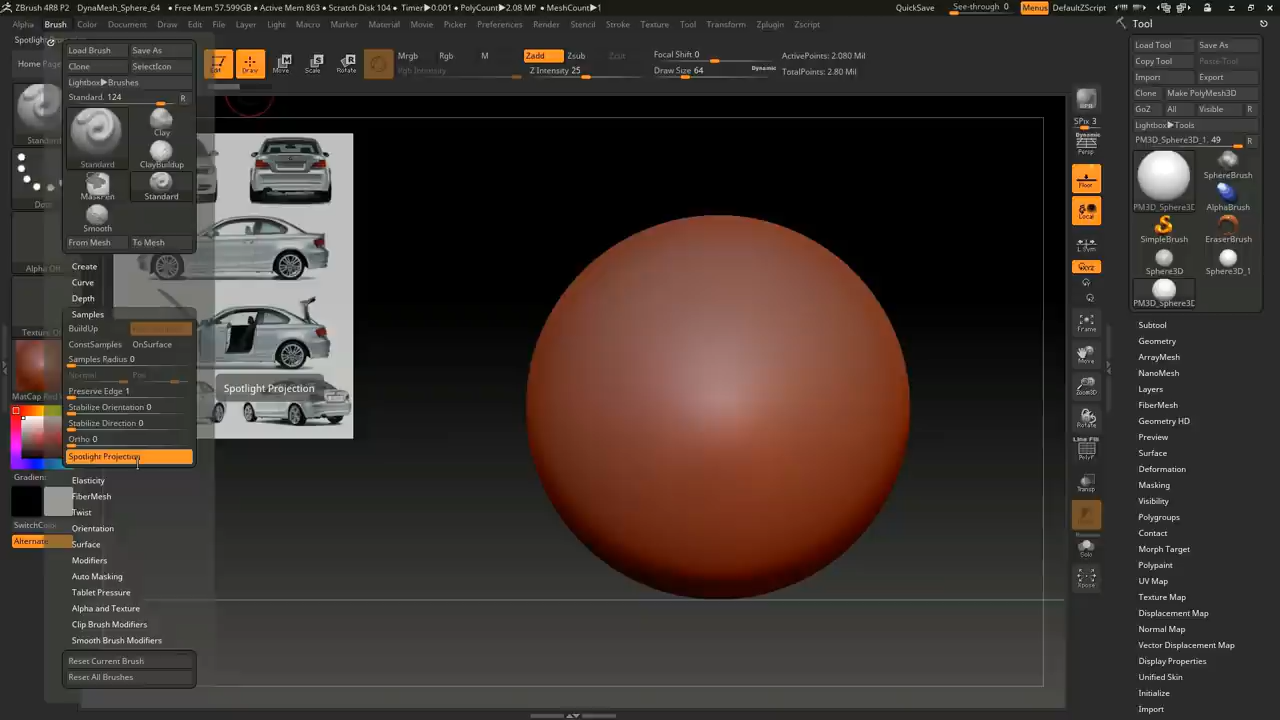 ZBrush 4R8 P2 DynaMesh_Sphere_64 • Free Mem 57.599GB • Active Mem 863 • Scratch Disk 104 • Timer▶0.001 • PolyCount▶2.08 MP • MeshCount▶1
QuickSave
See-through 0
Menus
DefaultZScript
Alpha
Brush
Color
Document
Draw
Edit
File
Layer
Light
Macro
Marker
Material
Movie
Picker
Preferences
Render
Stencil
Stroke
Texture
Tool
Transform
Zplugin
Zscript
Home Pag
Load Brush
Save As
Clone
SelectIcon
Lightbox▶Brushes
Standard. 124
R
Standard
Clay
ClayBuildup
MaskPen
Standard
Smooth
From Mesh
To Mesh
Create
Curve
Depth
Samples
BuildUp
ConstSamples
OnSurface
Samples Radius 0
Preserve Edge 1
Stabilize Orientation 0
Stabilize Direction 0
Ortho 0
Spotlight Projection
Elasticity
FiberMesh
Twist
Orientation
Surface
Modifiers
Auto Masking
Tablet Pressure
Alpha and Texture
Clip Brush Modifiers
Smooth Brush Modifiers
Reset Current Brush
Reset All Brushes
Standard
Alpha Off
MatCap Red
Gradient
SwitchColor
Alternate
Edit
Draw
Move
Scale
Rotate
Mrgb
Rgb
M
Rgb Intensity
Zadd
Zsub
Zcut
Z Intensity 25
Focal Shift 0
Draw Size 64
Dynamic
ActivePoints: 2.080 Mil
TotalPoints: 2.80 Mil
Spotlight Projection
SPix 3
Dynamic
Persp
Floor
Local
L.Sym
Frame
Move
Zoom3D
Rotate
Line Fill
PolyF
Transp
Solo
Xpose
Tool
Load Tool
Save As
Copy Tool
Paste Tool
Import
Export
Clone
Make PolyMesh3D
GoZ
All
Visible
R
Lightbox▶Tools
PM3D_Sphere3D_1. 49
R
PM3D_Sphere3D
SphereBrush
AlphaBrush
SimpleBrush
EraserBrush
Sphere3D
Sphere3D_1
PM3D_Sphere3D
Subtool
Geometry
ArrayMesh
NanoMesh
Layers
FiberMesh
Geometry HD
Preview
Surface
Deformation
Masking
Visibility
Polygroups
Contact
Morph Target
Polypaint
UV Map
Texture Map
Displacement Map
Normal Map
Vector Displacement Map
Display Properties
Unified Skin
Initialize
Import